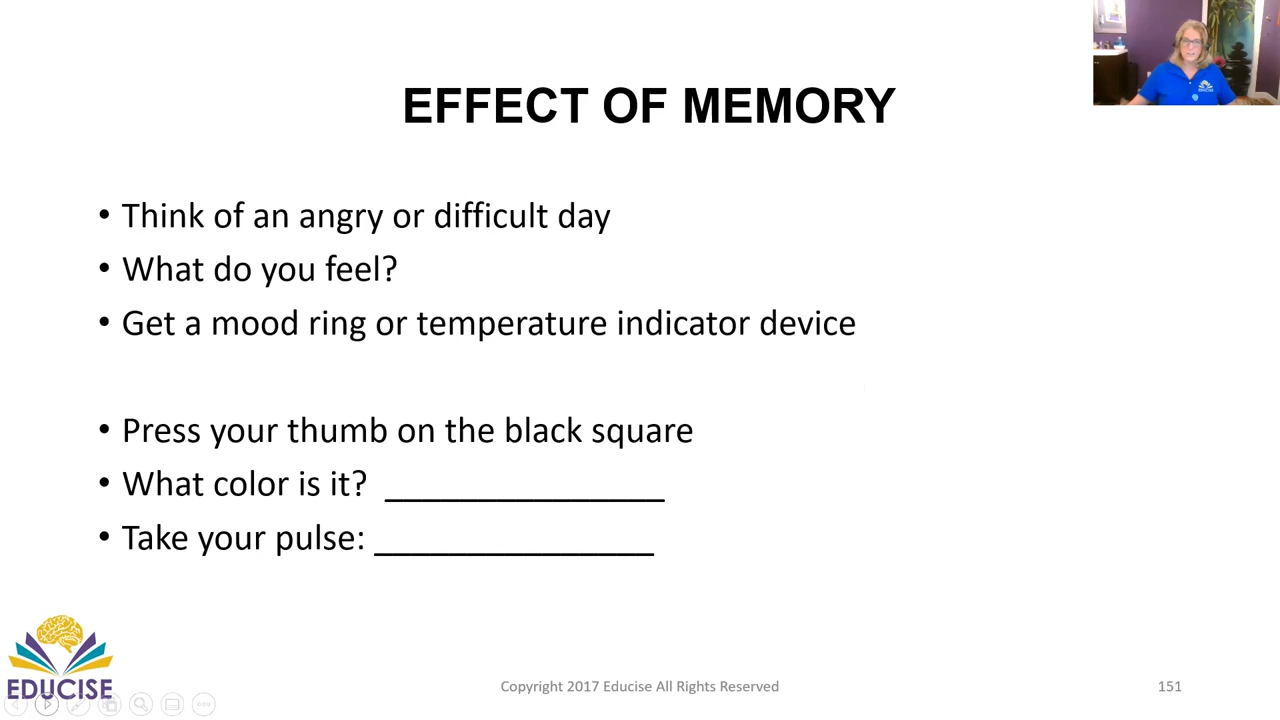 EFFECT OF MEMORY
• Think of an angry or difficult day
• What do you feel?
• Get a mood ring or temperature indicator device
• Press your thumb on the black square
• What color is it? _______________
• Take your pulse: _______________
EDUCISE
EDUCISE
Copyright 2017 Educise All Rights Reserved
151